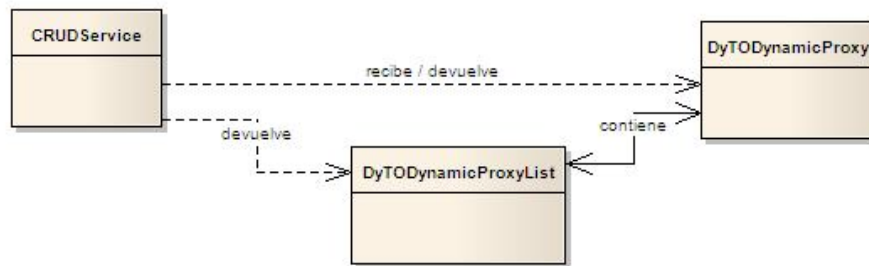 CRUDService
DyTODynamicProxy
recibe / devuelve
contiene
devuelve
DyTODynamicProxyList